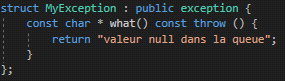 struct MyException : public exception {
    const char * what() const throw () {
        return "valeur null dans la queue";
    }
};